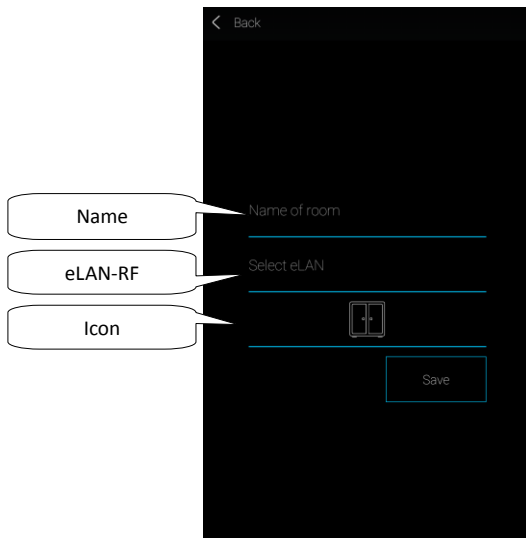 Back
Name
Name of room
eLAN-RF
Select eLAN
Icon
Save